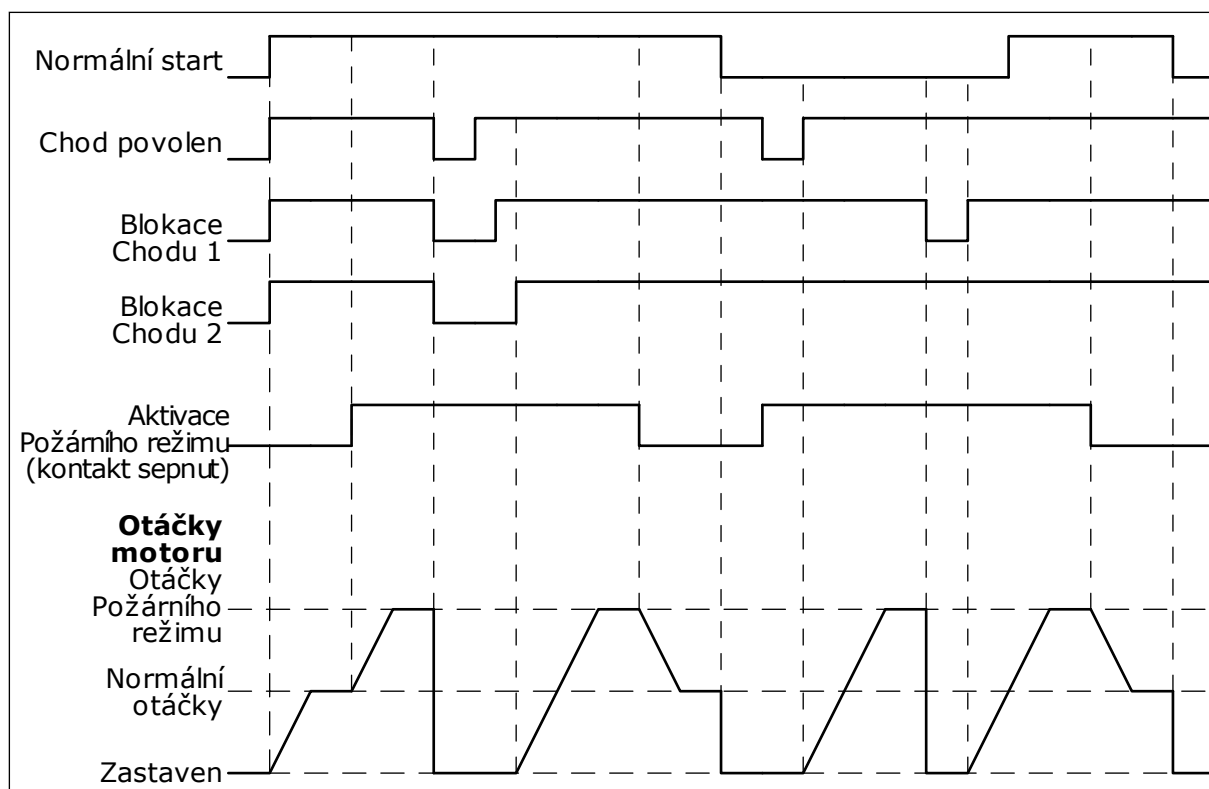 Normální start
Chod povolen
Blokace
Chodu 1
Blokace
Chodu 2
Aktivace
Požárního režimu
(kontakt sepnut)
Otáčky
motoru
Otáčky
Požárního
režimu
Normální
otáčky
Zastaven